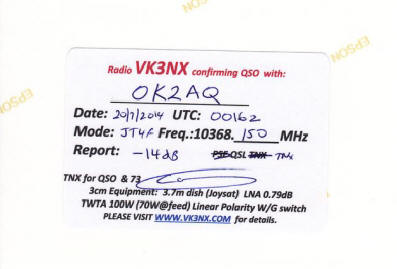 EPSON
Radio VK3NX confirming QSO with:
OK2AQ
Date: 20/7/2014 UTC: 0016z
Mode: JT4F Freq.:10368.150 MHz
Report: -14dB PSE QSL TNX TNx
TNX for QSO & 73
3cm Equipment: 3.7m dish (Joysat) LNA 0.79dB
TWTA 100W (70W@feed) Linear Polarity W/G switch
PLEASE VISIT WWW.VK3NX.COM for details.
EPSON
EPSON